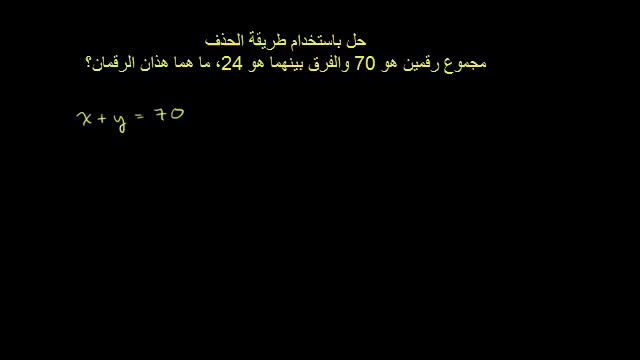 حل باستخدام طريقة الحذف
مجموع رقمين هو 70 والفرق بينهما هو 24، ما هما هذان الرقمان؟
x + y = 70